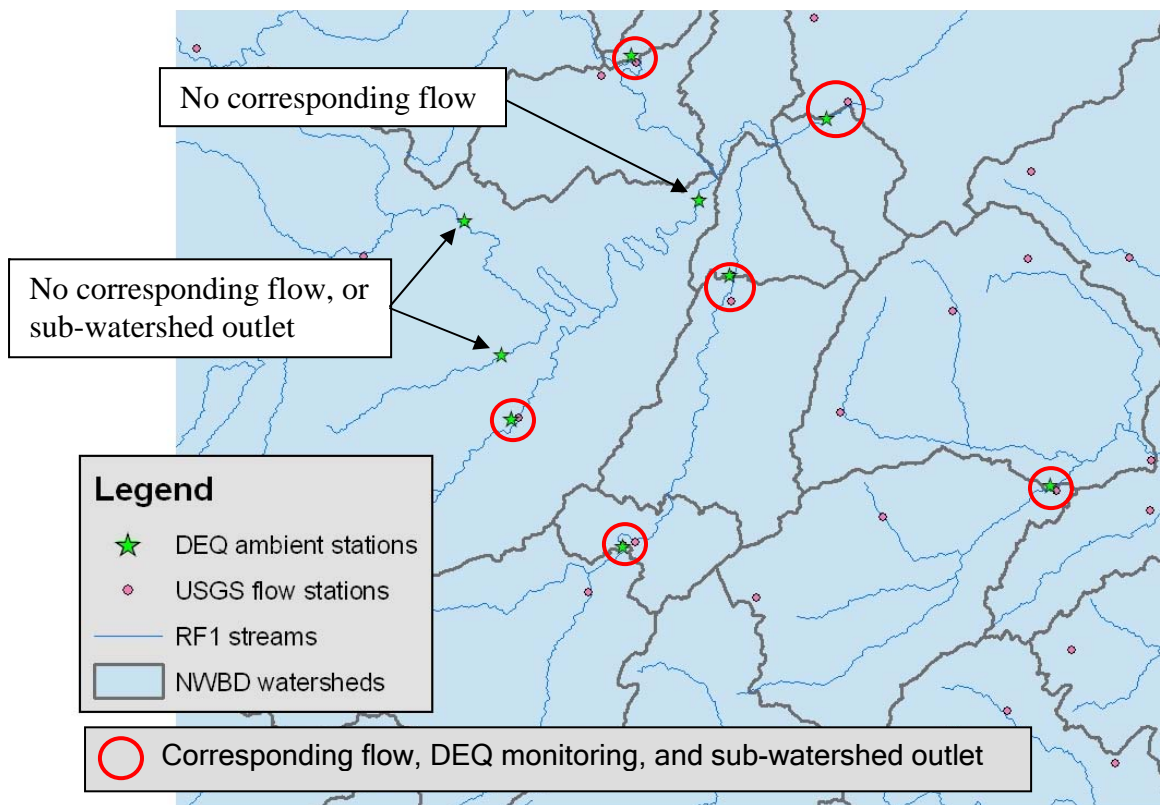 No corresponding flow
No corresponding flow, or
sub-watershed outlet
Legend
DEQ ambient stations
USGS flow stations
RF1 streams
NWBD watersheds
Corresponding flow, DEQ monitoring, and sub-watershed outlet